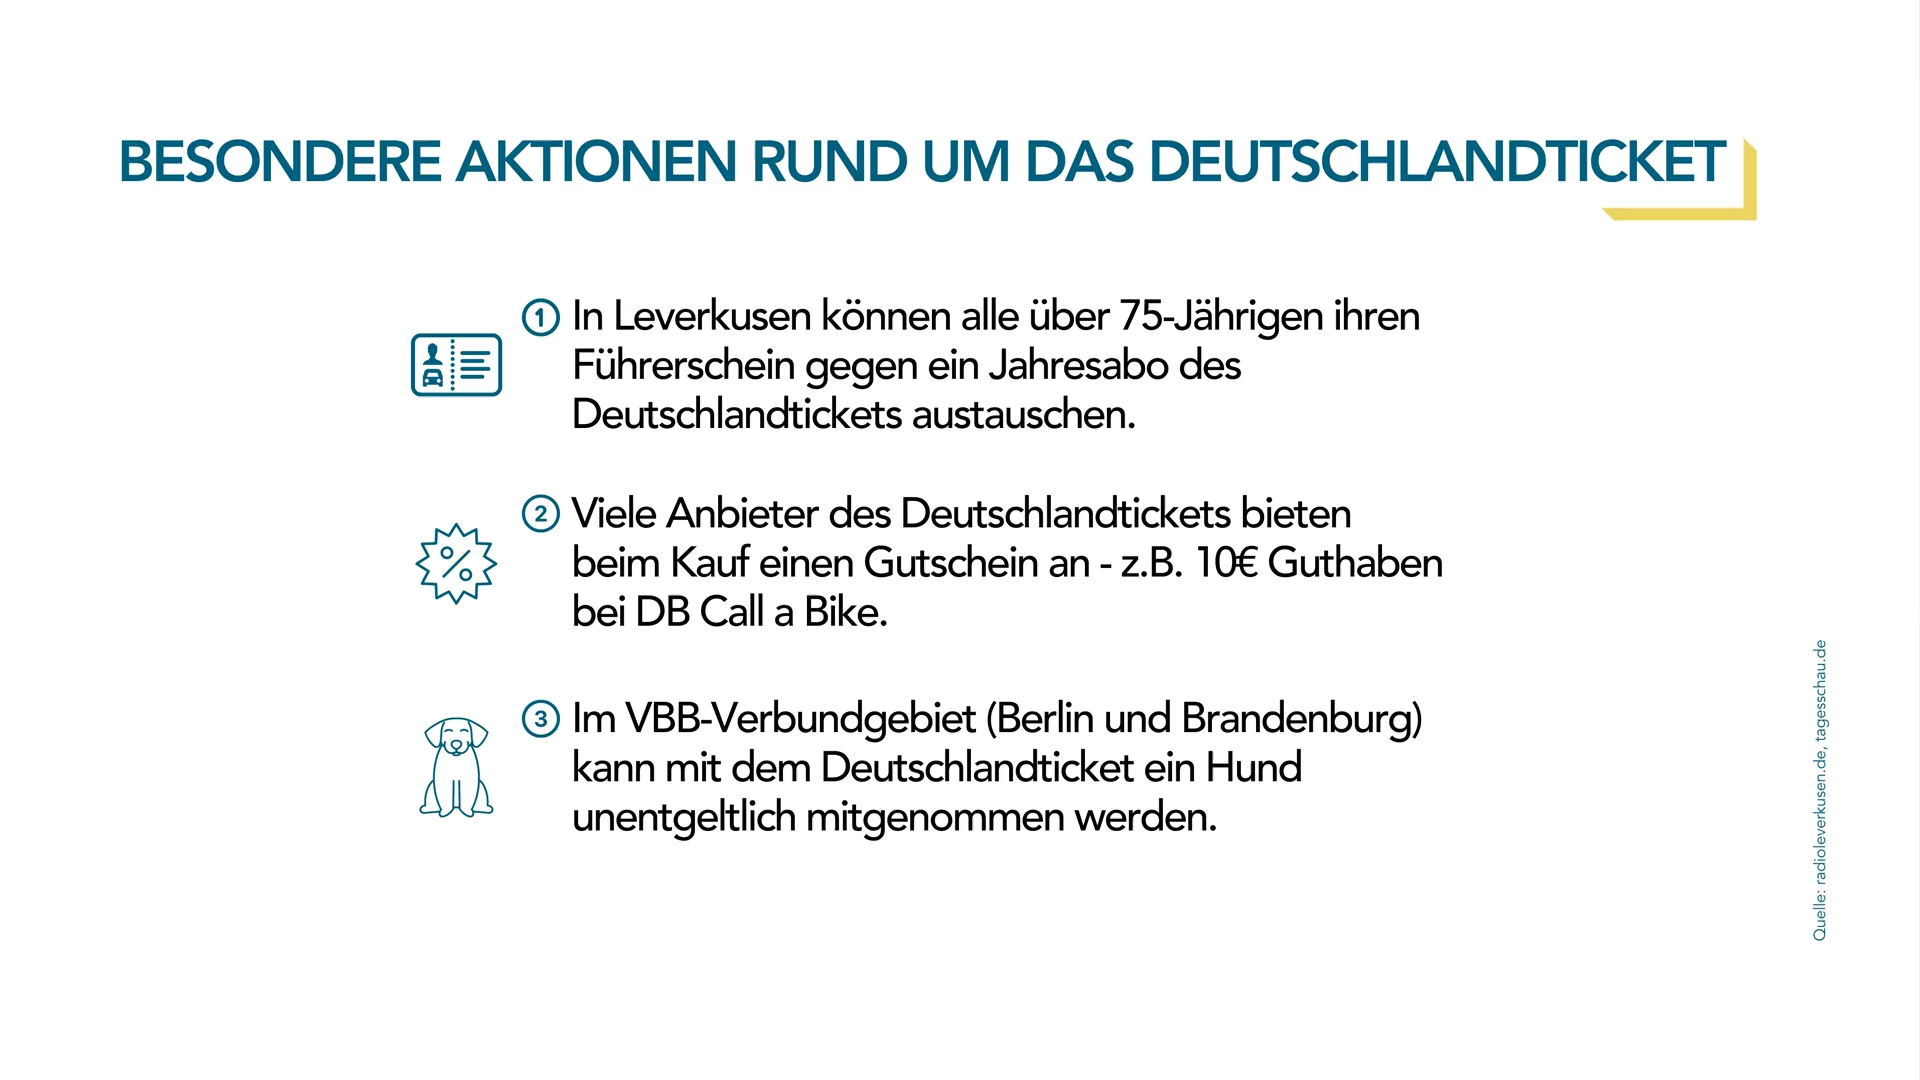 BESONDERE AKTIONEN RUND UM DAS DEUTSCHLANDTICKET
1 In Leverkusen können alle über 75-Jährigen ihren
Führerschein gegen ein Jahresabo des
Deutschlandtickets austauschen.
2 Viele Anbieter des Deutschlandtickets bieten
beim Kauf einen Gutschein an - z.B. 10€ Guthaben
bei DB Call a Bike.
3 Im VBB-Verbundgebiet (Berlin und Brandenburg)
kann mit dem Deutschlandticket ein Hund
unentgeltlich mitgenommen werden.
Quelle: radioleverkusen.de, tagesschau.de